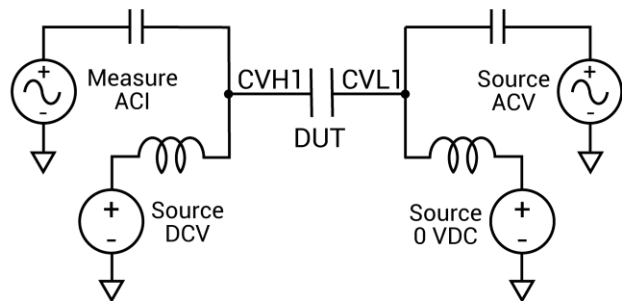 +
-
Measure
ACI
CVH1
CVL1
DUT
Source
ACV
+
-
+
-
Source
DCV
Source
0 VDC
+
-